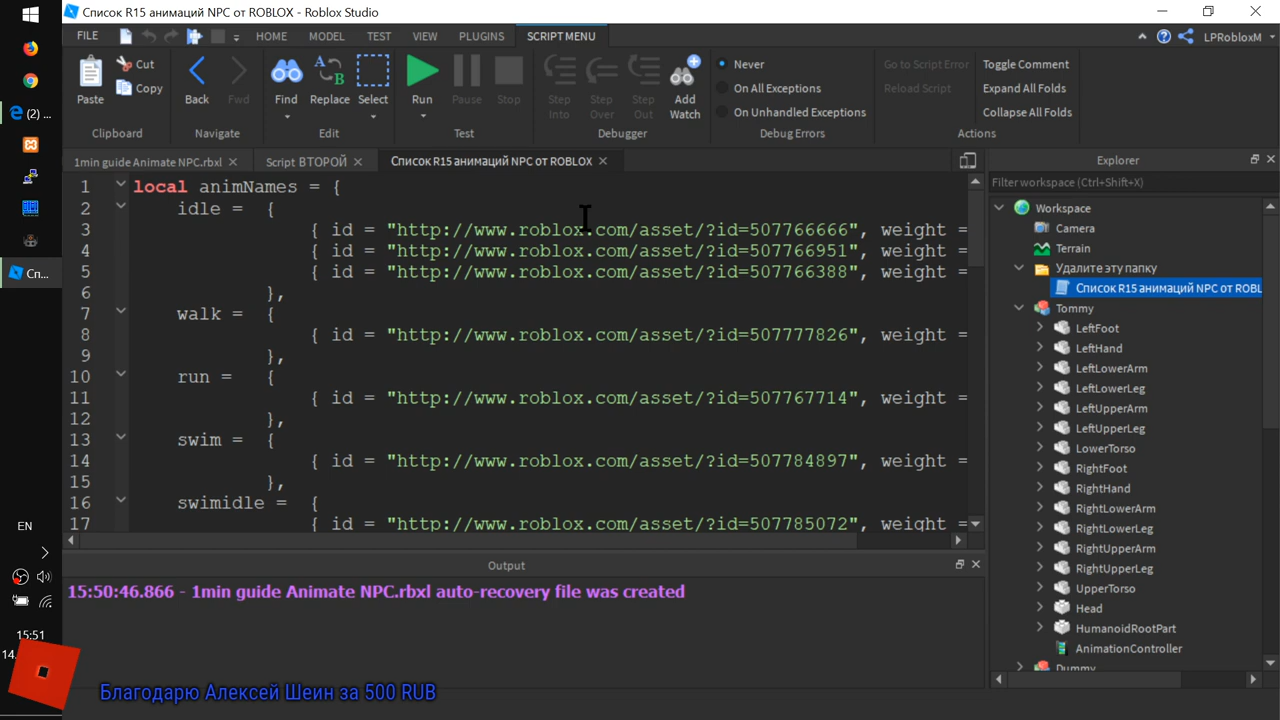 Список R15 анимаций NPC от ROBLOX - Roblox Studio
FILE HOME MODEL TEST VIEW PLUGINS SCRIPT MENU LPRobloxM
Paste Cut Copy Back Fwd Find Replace Select Run Pause Stop Step Into Step Over Step Out Add Watch
Never
On All Exceptions
On Unhandled Exceptions
Go to Script Error Toggle Comment
Reload Script Expand All Folds
Collapse All Folds
Clipboard Navigate Edit Test Debugger Debug Errors Actions
1min guide Animate NPC.rbxl Script ВТОРОЙ Список R15 анимаций NPC от ROBLOX
1 local animNames = {
2 idle = {
3 { id = "http://www.roblox.com/asset/?id=507766666", weight =
4 { id = "http://www.roblox.com/asset/?id=507766951", weight =
5 { id = "http://www.roblox.com/asset/?id=507766388", weight =
6 },
7 walk = {
8 { id = "http://www.roblox.com/asset/?id=507777826", weight =
9 },
10 run = {
11 { id = "http://www.roblox.com/asset/?id=507767714", weight =
12 },
13 swim = {
14 { id = "http://www.roblox.com/asset/?id=507784897", weight =
15 },
16 swimidle = {
17 { id = "http://www.roblox.com/asset/?id=507785072", weight =
Output
15:50:46.866 - 1min guide Animate NPC.rbxl auto-recovery file was created
Explorer
Filter workspace (Ctrl+Shift+X)
Workspace
Camera
Terrain
Удалите эту папку
Список R15 анимаций NPC от ROBL
Tommy
LeftFoot
LeftHand
LeftLowerArm
LeftLowerLeg
LeftUpperArm
LeftUpperLeg
LowerTorso
RightFoot
RightHand
RightLowerArm
RightLowerLeg
RightUpperArm
RightUpperLeg
UpperTorso
Head
HumanoidRootPart
AnimationController
Dummy
(2) ...
Сп...
EN
15:51
14.
Благодарю Алексей Шеин за 500 RUB